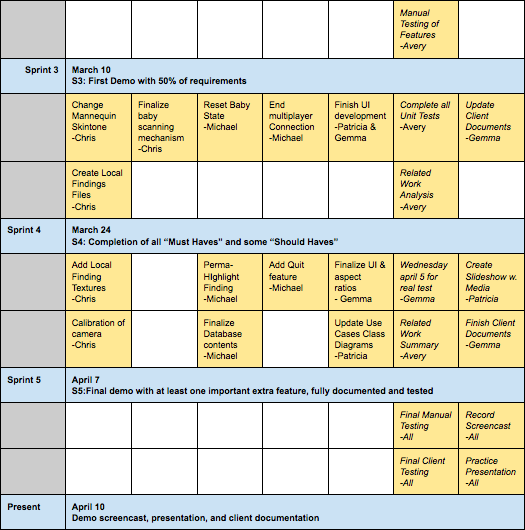 Manual
Testing of
Features
-Avery
Sprint 3
March 10
S3: First Demo with 50% of requirements
Change
Mannequin
Skintone
-Chris
Finalize
baby
scanning
mechanism
-Chris
Reset Baby
State
-Michael
End
multiplayer
Connection
-Michael
Finish UI
development
-Patricia &
Gemma
Complete all
Unit Tests
-Avery
Update
Client
Documents
-Gemma
Create Local
Findings
Files
-Chris
Related
Work
Analysis
-Avery
Sprint 4
March 24
S4: Completion of all “Must Haves” and some “Should Haves”
Add Local
Finding
Textures
-Chris
Perma-
HIghlight
Finding
-Michael
Add Quit
feature
-Michael
Finalize UI &
aspect
ratios
- Gemma
Wednesday
april 5 for
real test
-Gemma
Create
Slideshow w.
Media
-Patricia
Calibration of
camera
-Chris
Finalize
Database
contents
-Michael
Update Use
Cases Class
Diagrams
-Patricia
Related
Work
Summary
-Avery
Finish Client
Documents
-Gemma
Sprint 5
April 7
S5:Final demo with at least one important extra feature, fully documented and tested
Final Manual
Testing
-All
Record
Screencast
-All
Final Client
Testing
-All
Practice
Presentation
-All
Present
April 10
Demo screencast, presentation, and client documentation